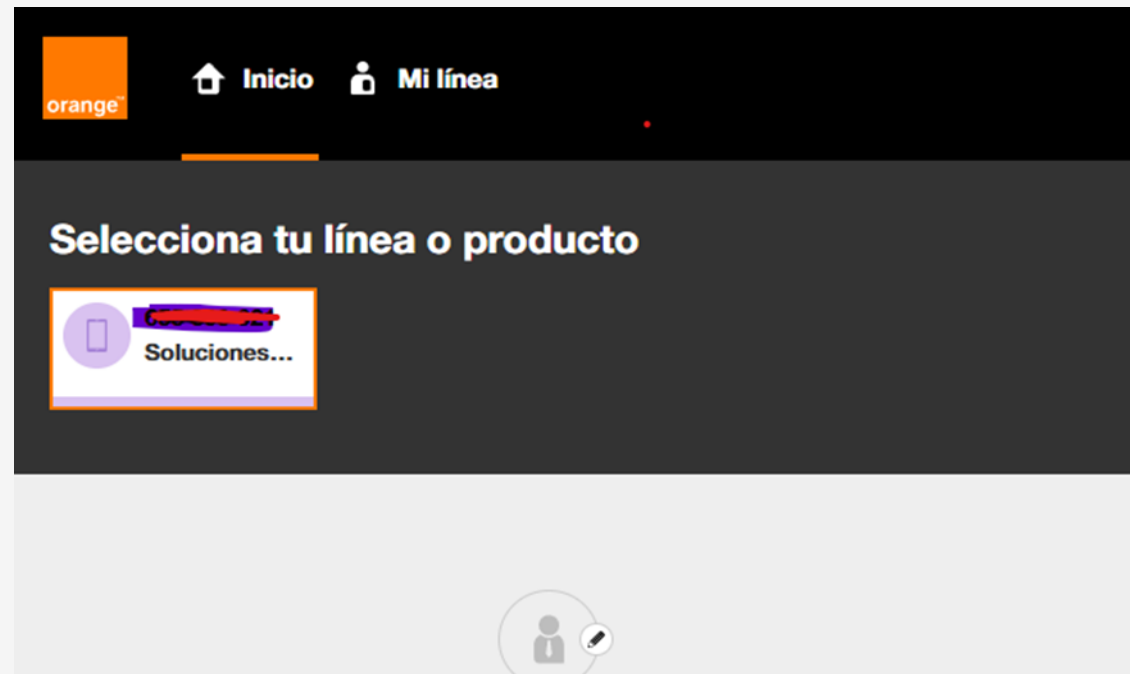 orange™
Inicio
Mi línea
Selecciona tu línea o producto
Soluciones...